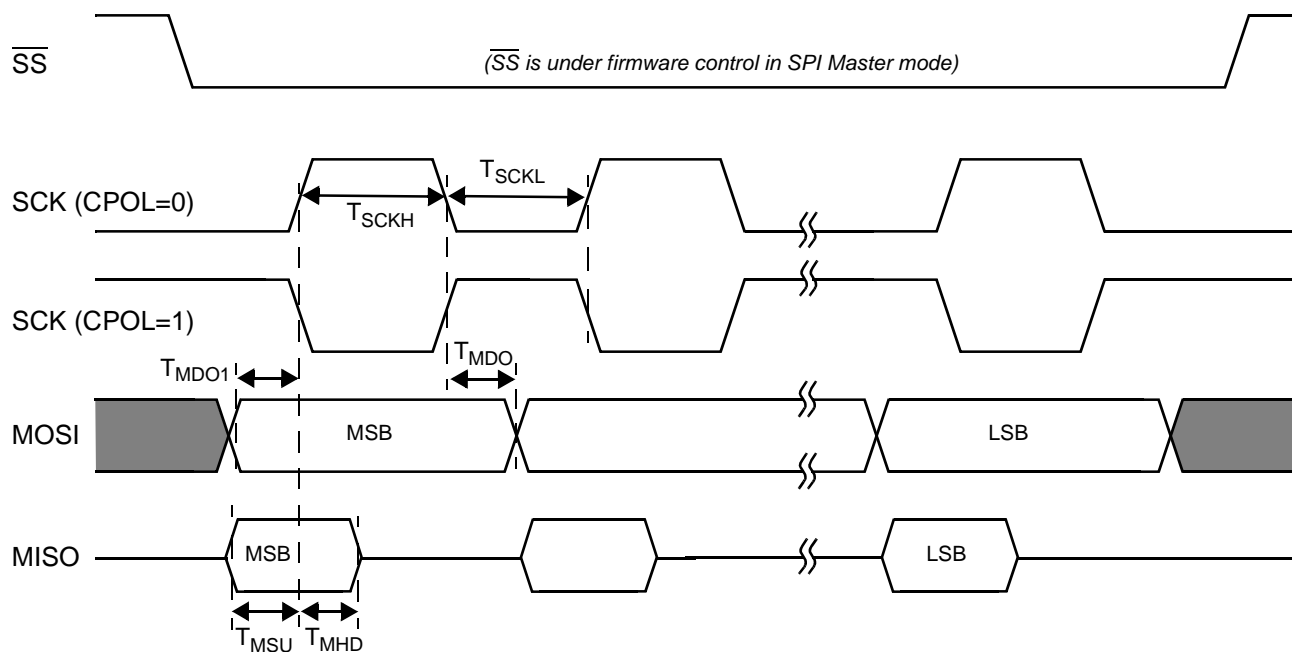 SS
(SS is under firmware control in SPI Master mode)
SCK (CPOL=0)
TSCKH
TSCKL
SCK (CPOL=1)
TMDO1
TMDO
MOSI
MSB
LSB
MISO
MSB
LSB
TMSU
TMHD